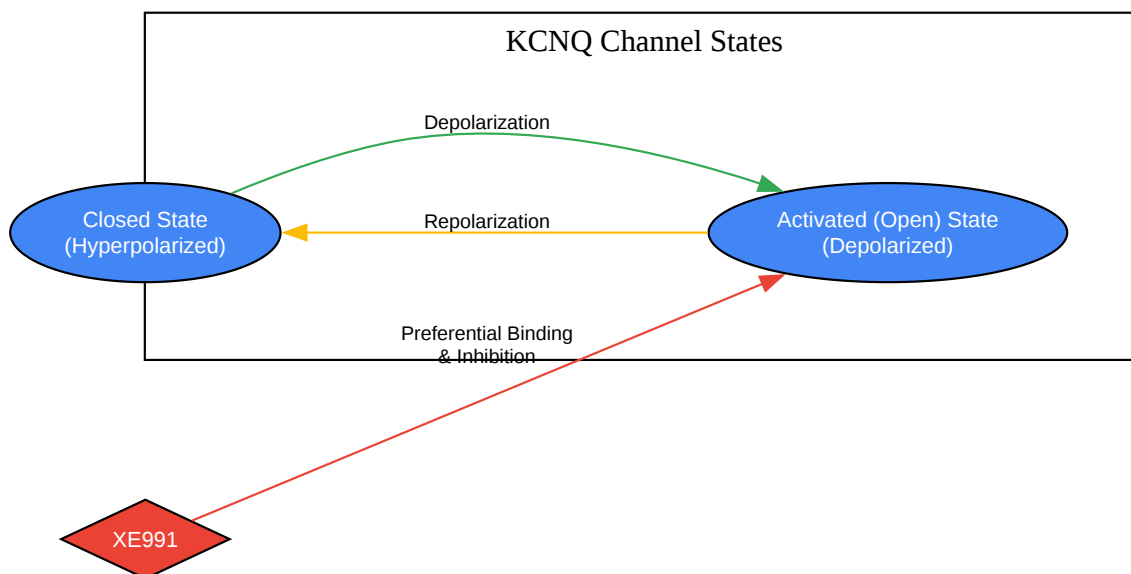 KCNQ Channel States
Depolarization
Closed State
(Hyperpolarized)
Repolarization
Activated (Open) State
(Depolarized)
Preferential Binding
& Inhibition
XE991